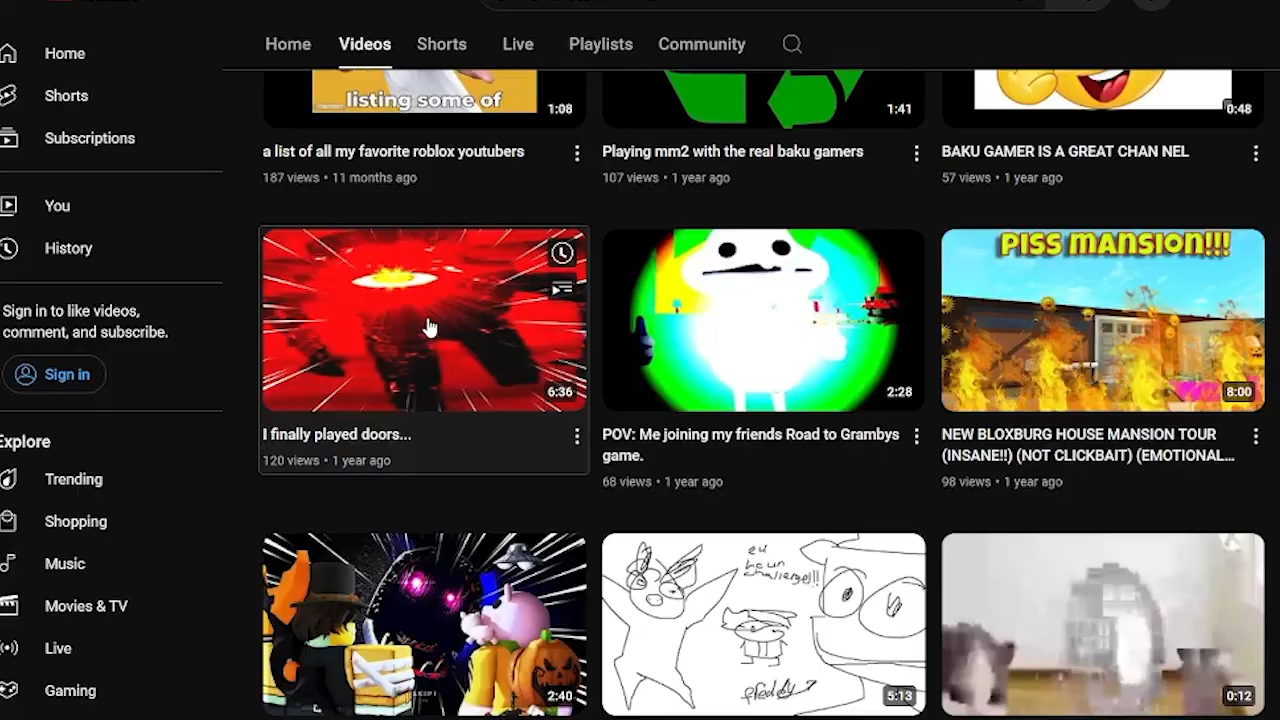 Home
Videos
Shorts
Live
Playlists
Community
Home
Shorts
Subscriptions
You
History
Sign in to like videos,
comment, and subscribe.
Sign in
Explore
Trending
Shopping
Music
Movies & TV
Live
Gaming
listing some of
1:08
1:41
0:48
a list of all my favorite roblox youtubers
187 views • 11 months ago
Playing mm2 with the real baku gamers
107 views • 1 year ago
BAKU GAMER IS A GREAT CHAN NEL
57 views • 1 year ago
6:36
2:28
PISS MANSION!!!
8:00
I finally played doors...
120 views • 1 year ago
POV: Me joining my friends Road to Grambys
game.
68 views • 1 year ago
NEW BLOXBURG HOUSE MANSION TOUR
(INSANE!!) (NOT CLICKBAIT) (EMOTIONAL...
98 views • 1 year ago
2:40
freddy
5:13
0:12